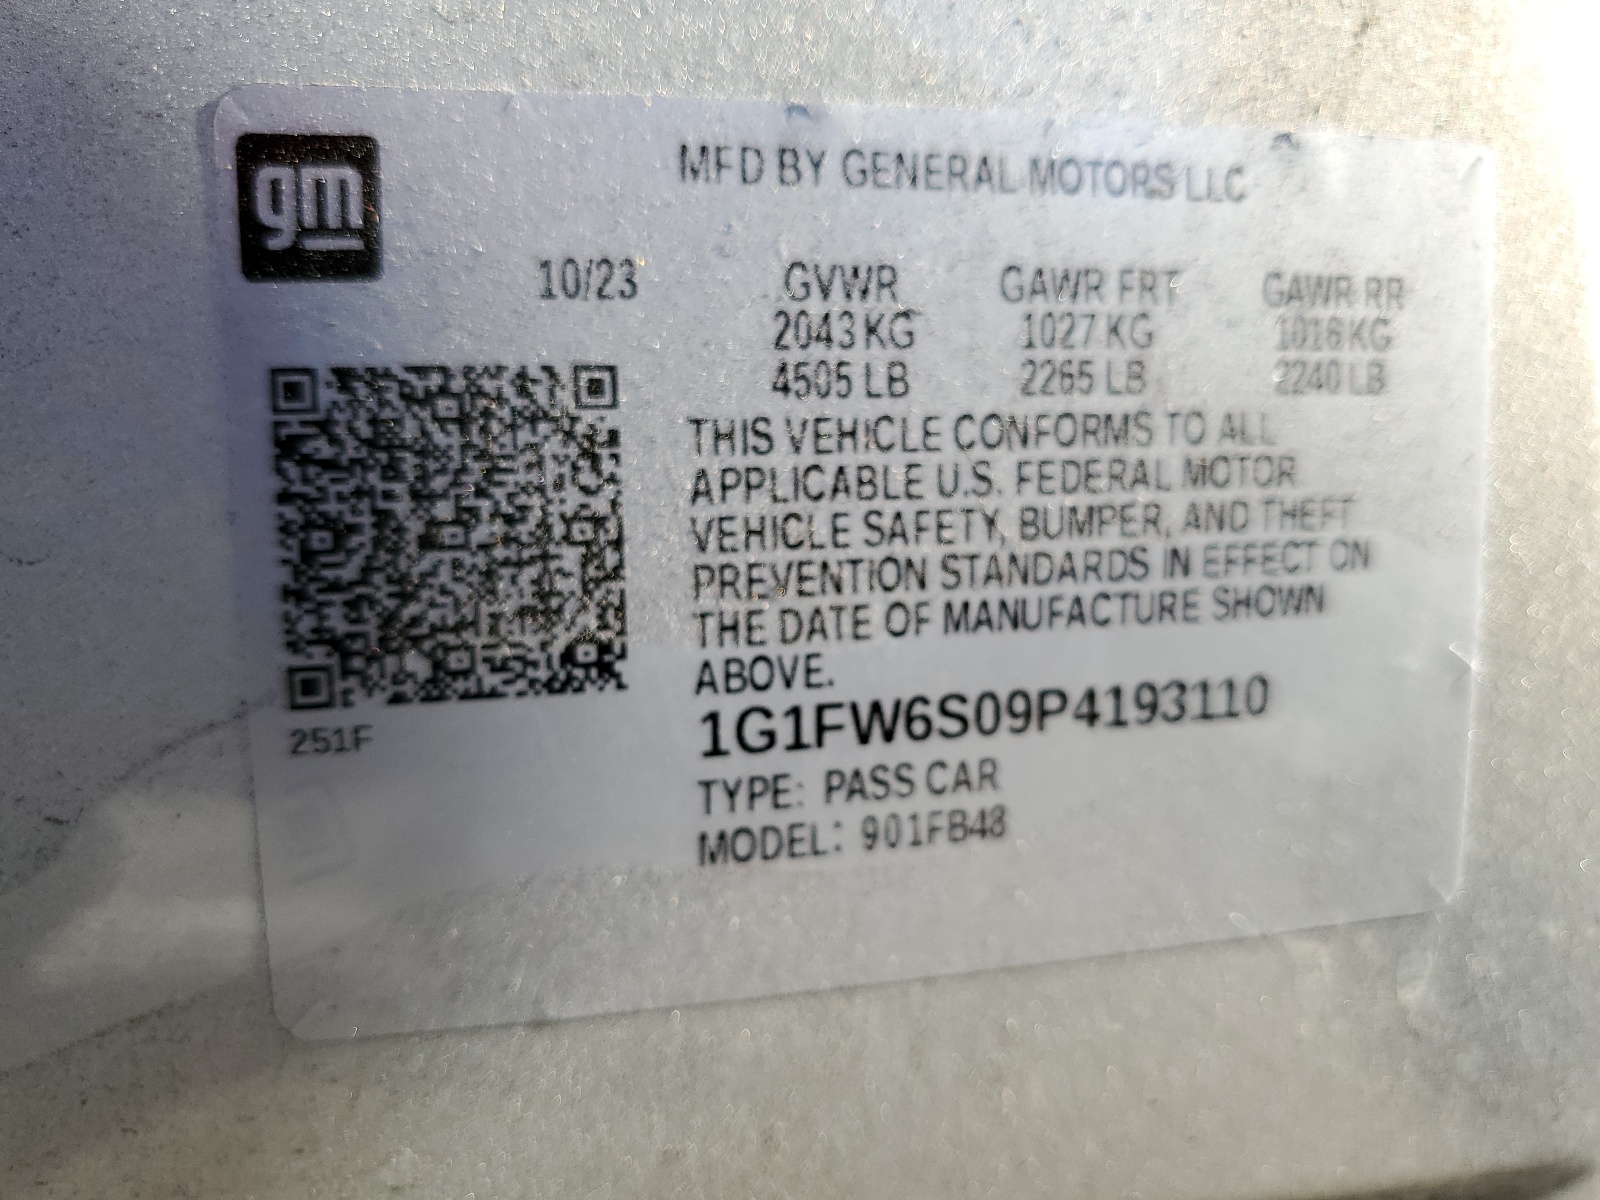 gm
MFD BY GENERAL MOTORS LLC
10/23 GVWR GAWR FRT GAWR RR
2043 KG 1027 KG 1016 KG
4505 LB 2265 LB 2240 LB
THIS VEHICLE CONFORMS TO ALL
APPLICABLE U.S. FEDERAL MOTOR
VEHICLE SAFETY, BUMPER, AND THEFT
PREVENTION STANDARDS IN EFFECT ON
THE DATE OF MANUFACTURE SHOWN
ABOVE.
251F
1G1FW6S09P4193110
TYPE: PASS CAR
MODEL: 901FB48